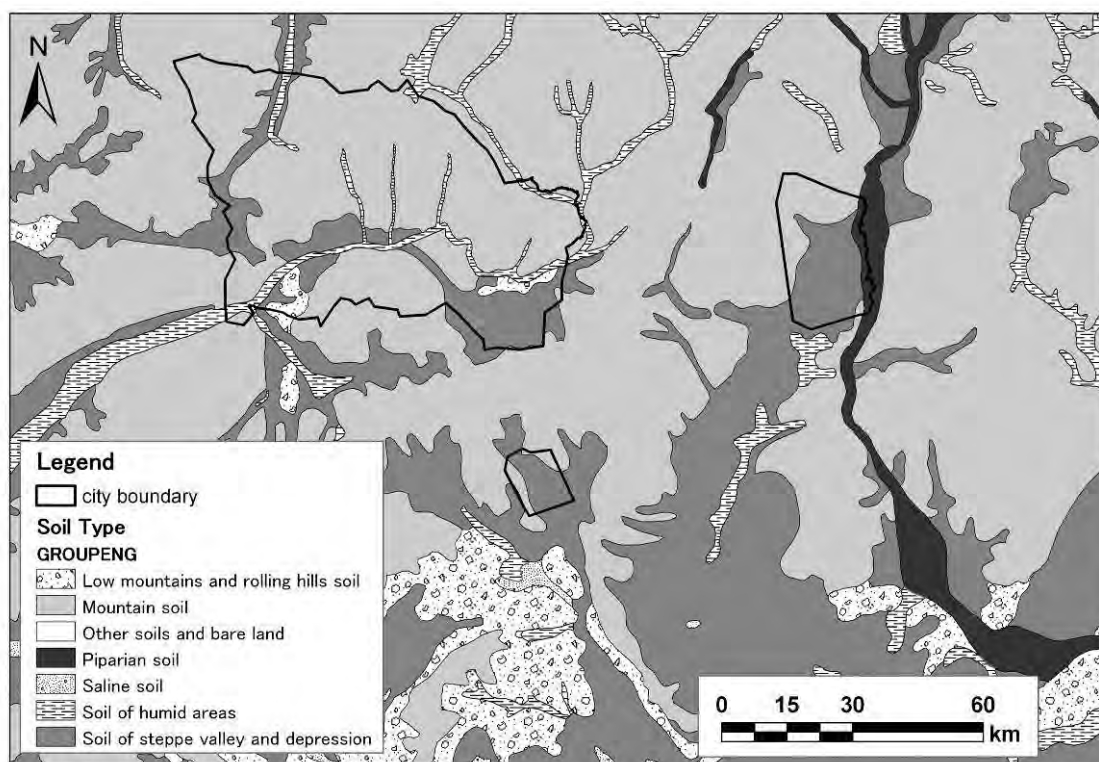 N
Legend
city boundary
Soil Type
GROUPENG
Low mountains and rolling hills soil
Mountain soil
Other soils and bare land
Piparian soil
Saline soil
Soil of humid areas
Soil of steppe valley and depression
0 15 30 60
km